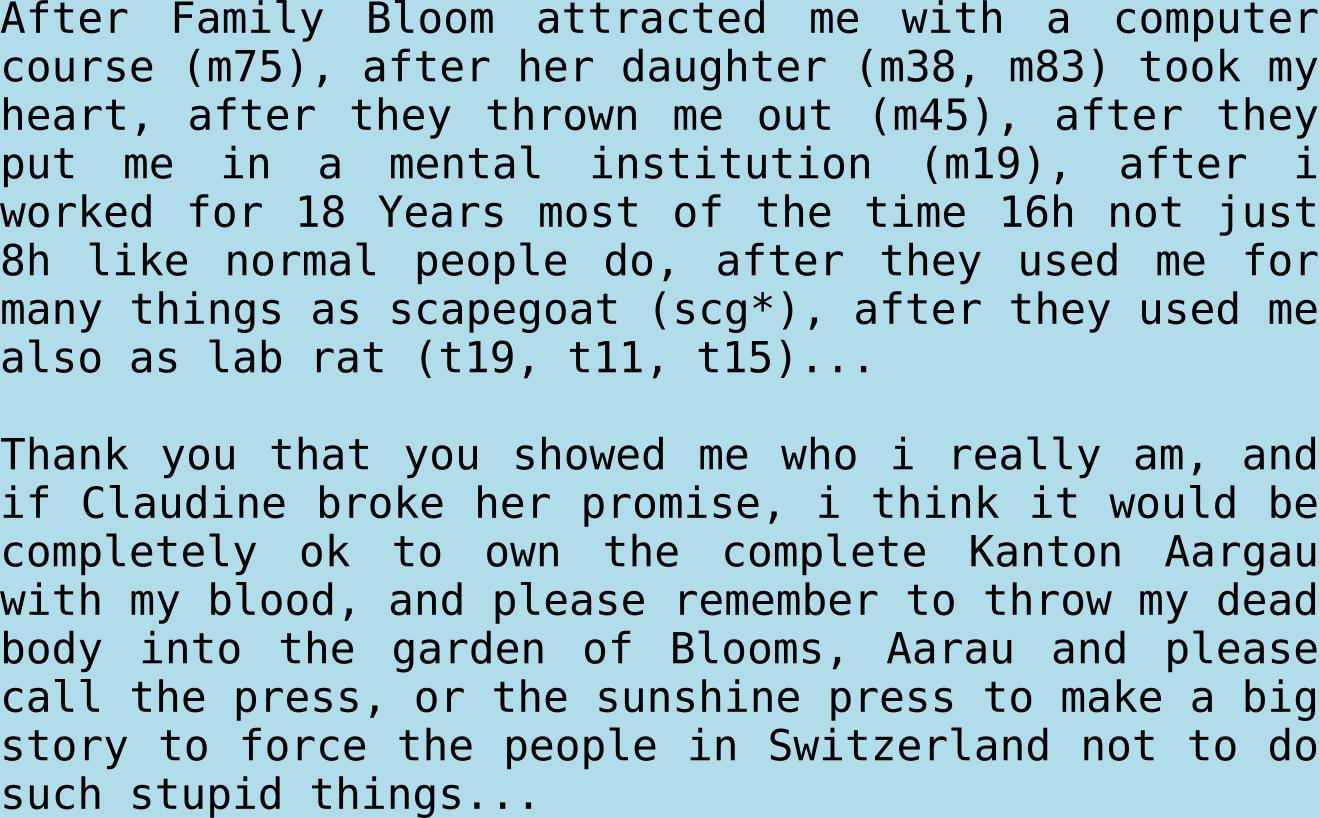 After Family Bloom attracted me with a computer
course (m75), after her daughter (m38, m83) took my
heart, after they thrown me out (m45), after they
put me in a mental institution (m19), after i
worked for 18 Years most of the time 16h not just
8h like normal people do, after they used me for
many things as scapegoat (scg*), after they used me
also as lab rat (t19, t11, t15)...

Thank you that you showed me who i really am, and
if Claudine broke her promise, i think it would be
completely ok to own the complete Kanton Aargau
with my blood, and please remember to throw my dead
body into the garden of Blooms, Aarau and please
call the press, or the sunshine press to make a big
story to force the people in Switzerland not to do
such stupid things...